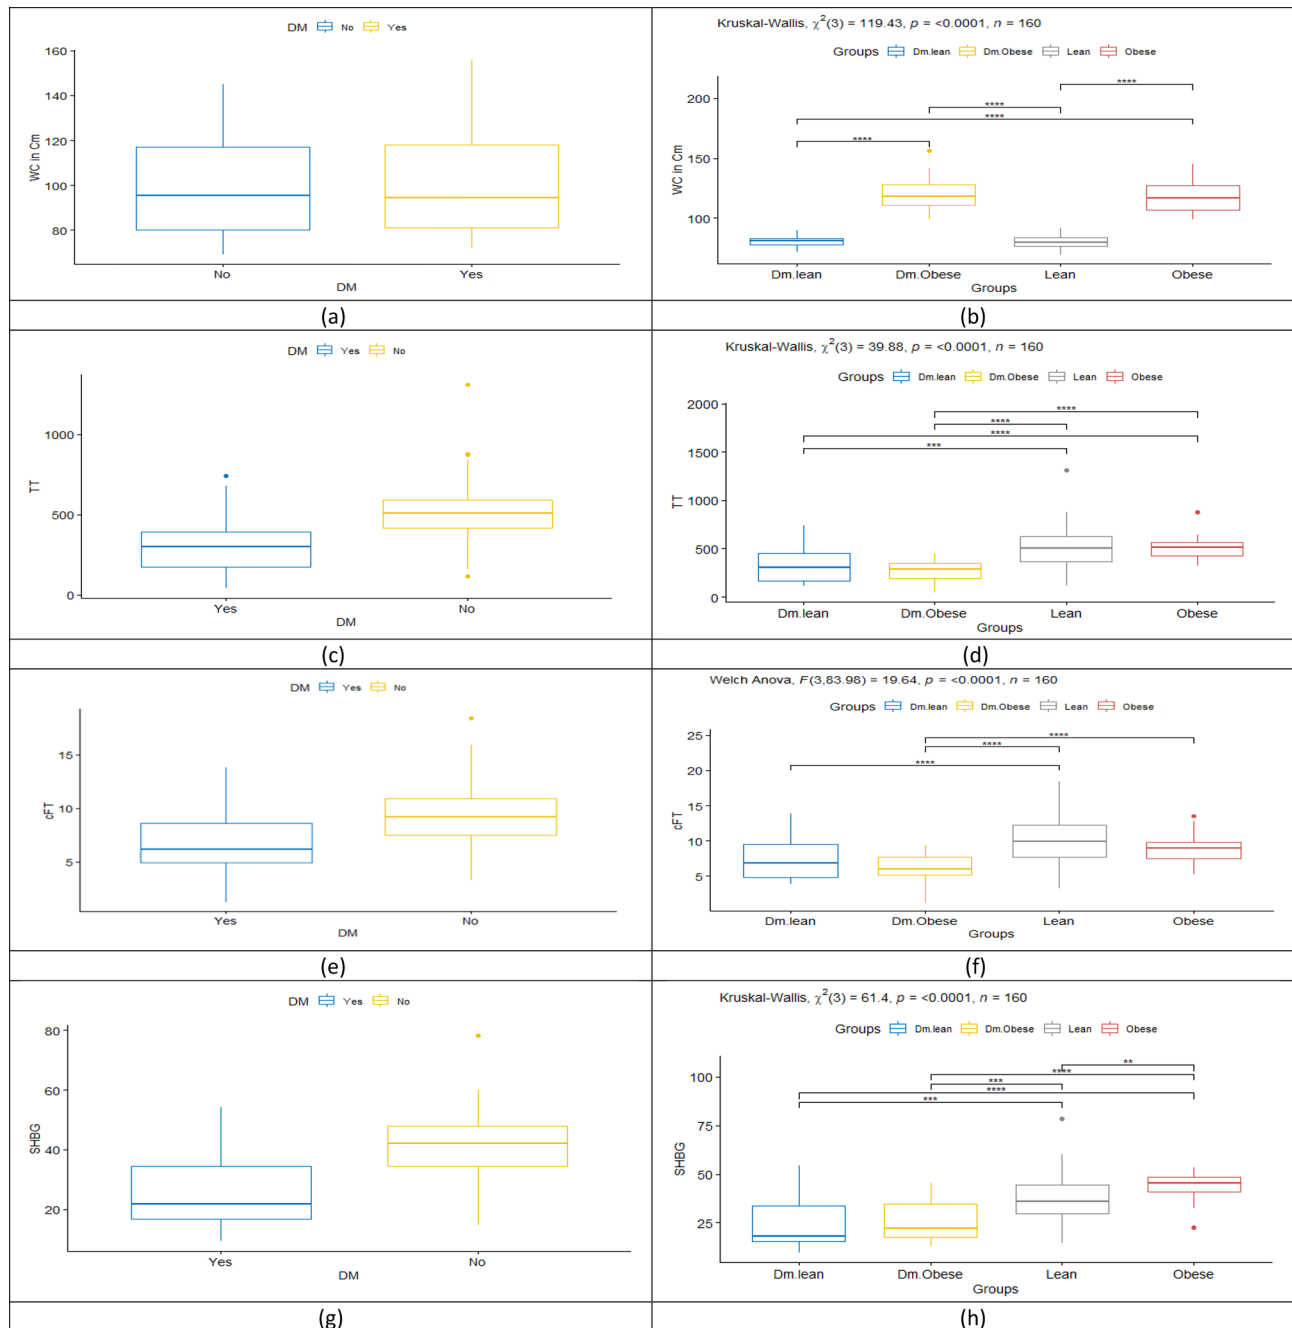 DM No Yes
WC in Cm
160
140
120
100
80
No Yes
DM
(a)
Kruskal-Wallis, χ²(3) = 119.43, p = <0.0001, n = 160
Groups Dm.lean Dm.Obese Lean Obese
WC in Cm
200
150
100
****
****
****
****
Dm.lean Dm.Obese Lean Obese
Groups
(b)
DM Yes No
TT
1000
500
0
Yes No
DM
(c)
Kruskal-Wallis, χ²(3) = 39.88, p = <0.0001, n = 160
Groups Dm.lean Dm.Obese Lean Obese
TT
2000
1500
1000
500
0
****
****
****
***
Dm.lean Dm.Obese Lean Obese
Groups
(d)
DM Yes No
cFT
15
10
5
Yes No
DM
(e)
Welch Anova, F(3,83.98) = 19.64, p = <0.0001, n = 160
Groups Dm.lean Dm.Obese Lean Obese
cFT
25
20
15
10
5
****
****
****
Dm.lean Dm.Obese Lean Obese
Groups
(f)
DM Yes No
SHBG
80
60
40
20
Yes No
DM
(g)
Kruskal-Wallis, χ²(3) = 61.4, p = <0.0001, n = 160
Groups Dm.lean Dm.Obese Lean Obese
SHBG
100
75
50
25
**
****
***
****
***
Dm.lean Dm.Obese Lean Obese
Groups
(h)